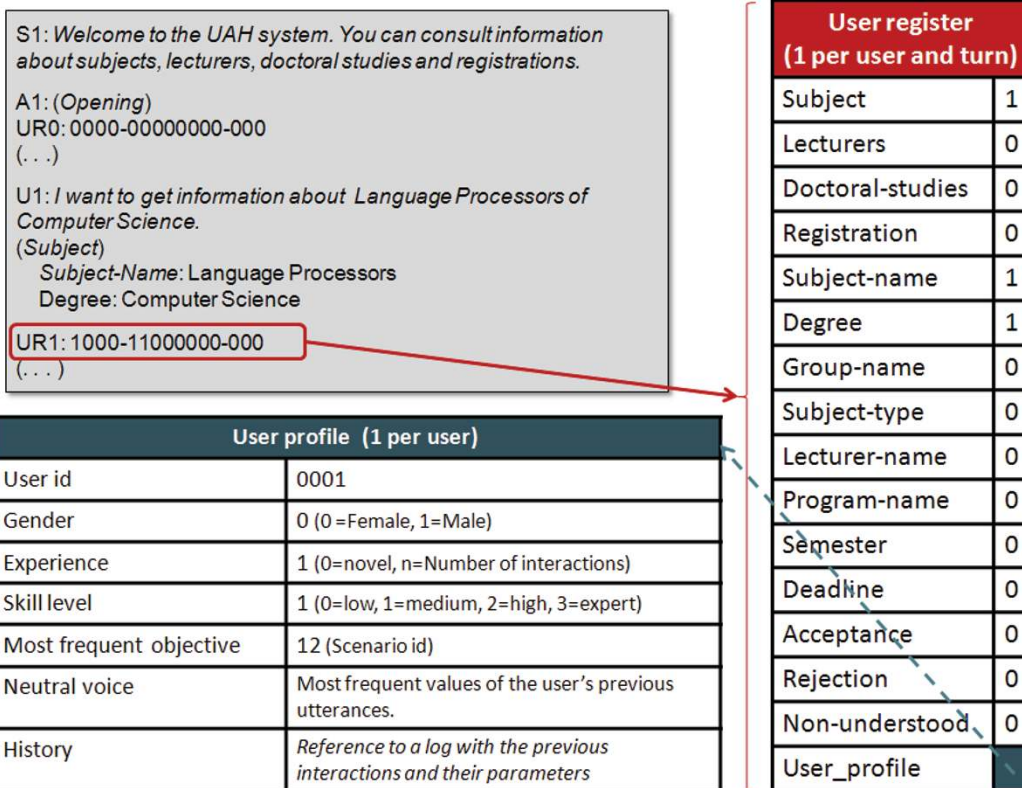 S1: Welcome to the UAH system. You can consult information
about subjects, lecturers, doctoral studies and registrations.
A1: (Opening)
UR0: 0000-00000000-000
(. . .)
U1: I want to get information about Language Processors of
Computer Science.
(Subject)
Subject-Name: Language Processors
Degree: Computer Science
UR1: 1000-11000000-000
(. . . )
User profile (1 per user)
User id 0001
Gender 0 (0 =Female, 1=Male)
Experience 1 (0=novel, n=Number of interactions)
Skill level 1 (0=low, 1=medium, 2=high, 3=expert)
Most frequent objective 12 (Scenario id)
Neutral voice Most frequent values of the user's previous
utterances.
History Reference to a log with the previous
interactions and their parameters
User register
(1 per user and turn)
Subject 1
Lecturers 0
Doctoral-studies 0
Registration 0
Subject-name 1
Degree 1
Group-name 0
Subject-type 0
Lecturer-name 0
Program-name 0
Semester 0
Deadline 0
Acceptance 0
Rejection 0
Non-understood 0
User_profile